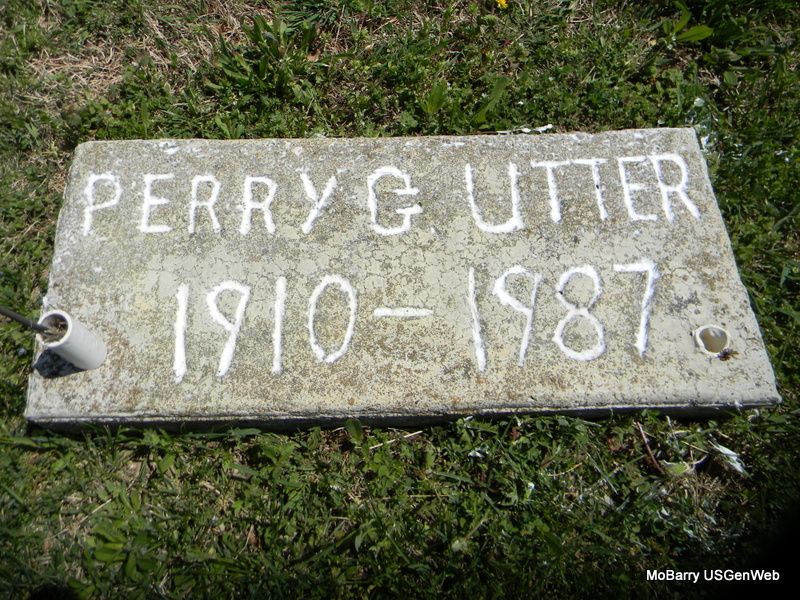 PERRY G. UTTER
1910–1987
MoBarry USGenWeb